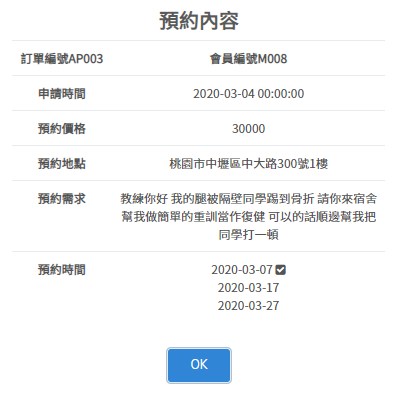 預約內容
訂單編號AP003 會員編號M008
申請時間 2020-03-04 00:00:00
預約價格 30000
預約地點 桃園市中壢區中大路300號1樓
預約需求 教練你好 我的腿被隔壁同學踢到骨折 請你來宿舍
幫我做簡單的重訓當作復健 可以的話順邊幫我把
同學打一頓
預約時間 2020-03-07
2020-03-17
2020-03-27
OK